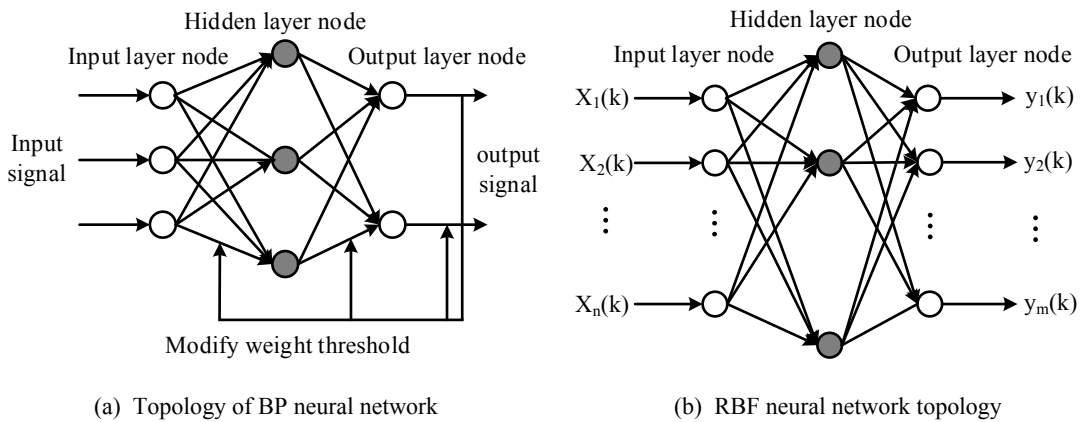 Hidden layer node
Input layer node
Output layer node
Input
signal
output
signal
Modify weight threshold
(a) Topology of BP neural network
Hidden layer node
Input layer node
Output layer node
X₁(k)
y₁(k)
X₂(k)
y₂(k)
⋮
⋮
⋮
⋮
Xₙ(k)
yₘ(k)
(b) RBF neural network topology